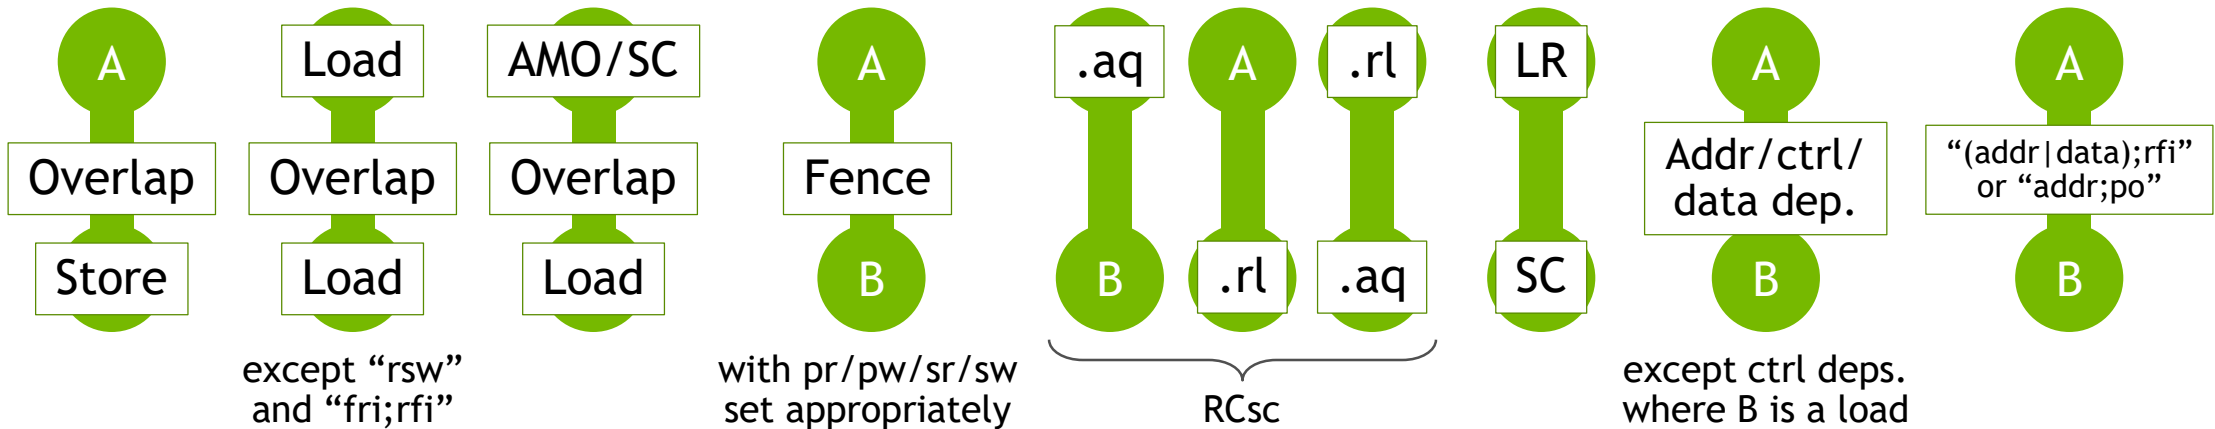 A
Overlap
Store
Load
Overlap
Load
except “rsw”
and “fri;rfi”
AMO/SC
Overlap
Load
A
Fence
B
with pr/pw/sr/sw
set appropriately
.aq
B
A
.rl
.rl
.aq
RCsc
LR
SC
A
Addr/ctrl/
data dep.
B
except ctrl deps.
where B is a load
A
“(addr|data);rfi”
or “addr;po”
B